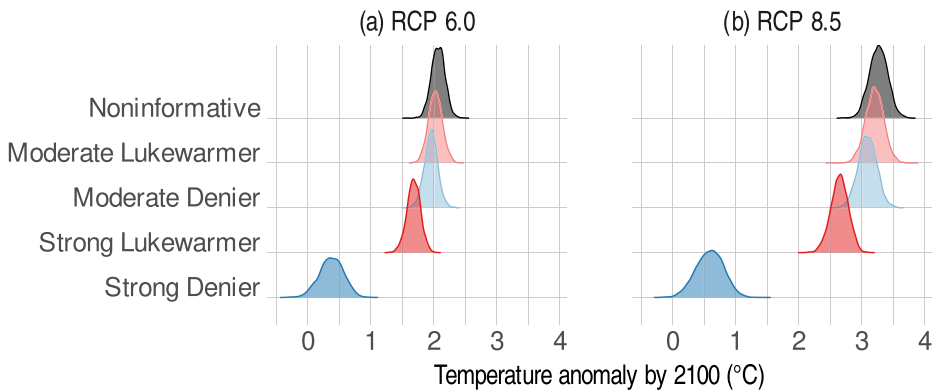 (a) RCP 6.0
(b) RCP 8.5
Noninformative
Moderate Lukewarmer
Moderate Denier
Strong Lukewarmer
Strong Denier
0 1 2 3 4
0 1 2 3 4
Temperature anomaly by 2100 (°C)